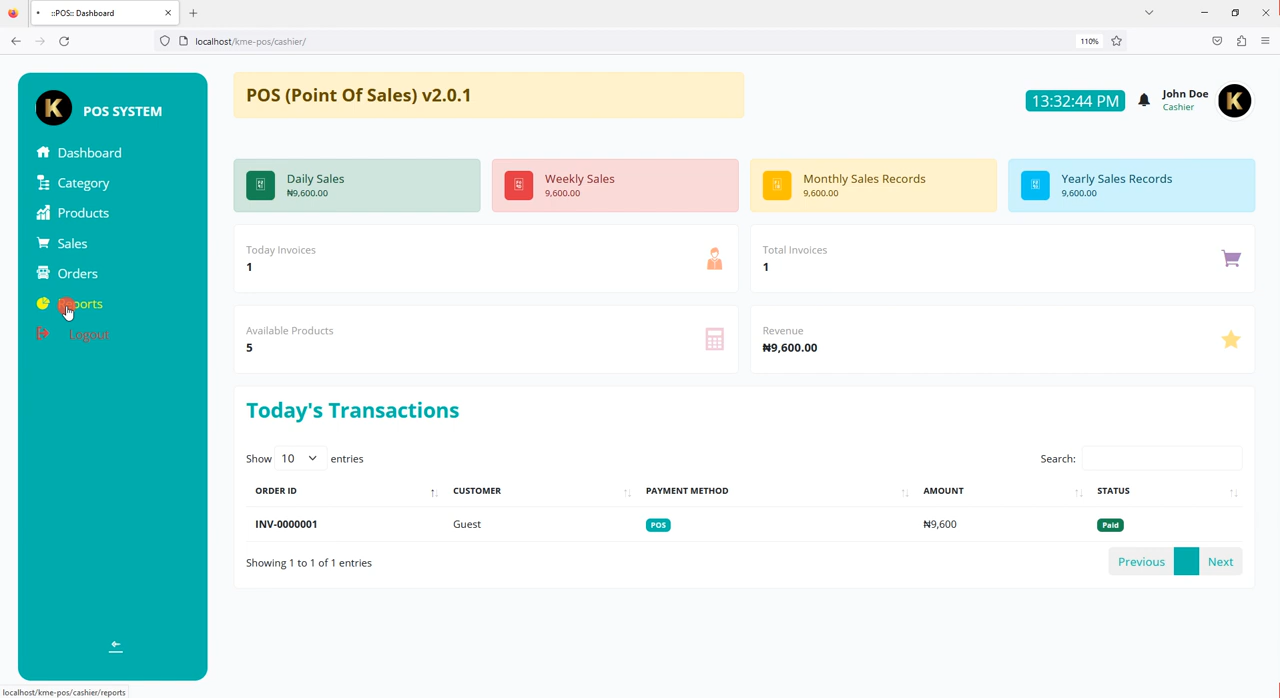 ::POS:: Dashboard
localhost/kme-pos/cashier/
110%
K
POS SYSTEM
Dashboard
Category
Products
Sales
Orders
Reports
Logout
POS (Point Of Sales) v2.0.1
13:32:44 PM
John Doe
Cashier
K
Daily Sales
₦9,600.00
Weekly Sales
9,600.00
Monthly Sales Records
9,600.00
Yearly Sales Records
9,600.00
Today Invoices
1
Total Invoices
1
Available Products
5
Revenue
₦9,600.00
Today's Transactions
Show 10 entries
Search:
ORDER ID CUSTOMER PAYMENT METHOD AMOUNT STATUS
INV-0000001 Guest POS ₦9,600 Paid
Showing 1 to 1 of 1 entries
Previous Next
localhost/kme-pos/cashier/reports